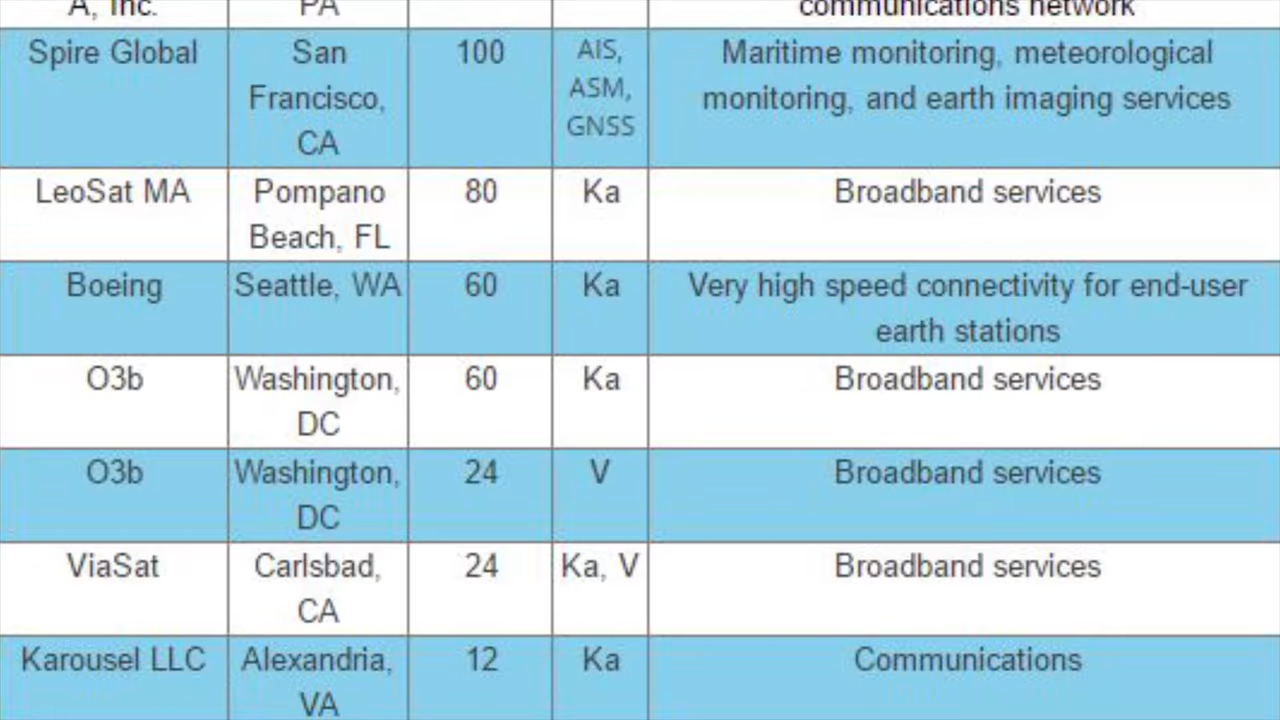 A, Inc. PA communications network
Spire Global San 100 AIS, Maritime monitoring, meteorological
Francisco, ASM, monitoring, and earth imaging services
CA GNSS
LeoSat MA Pompano 80 Ka Broadband services
Beach, FL
Boeing Seattle, WA 60 Ka Very high speed connectivity for end-user
earth stations
O3b Washington, 60 Ka Broadband services
DC
O3b Washington, 24 V Broadband services
DC
ViaSat Carlsbad, 24 Ka, V Broadband services
CA
Karousel LLC Alexandria, 12 Ka Communications
VA